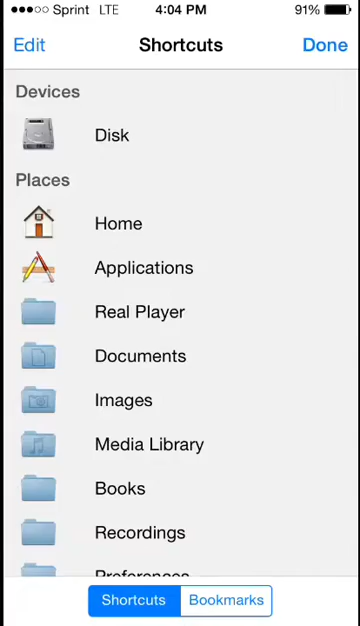 Sprint LTE 4:04 PM 91%
Edit Shortcuts Done
Devices
Disk
Places
Home
Applications
Real Player
Documents
Images
Media Library
Books
Recordings
Preferences
Shortcuts Bookmarks